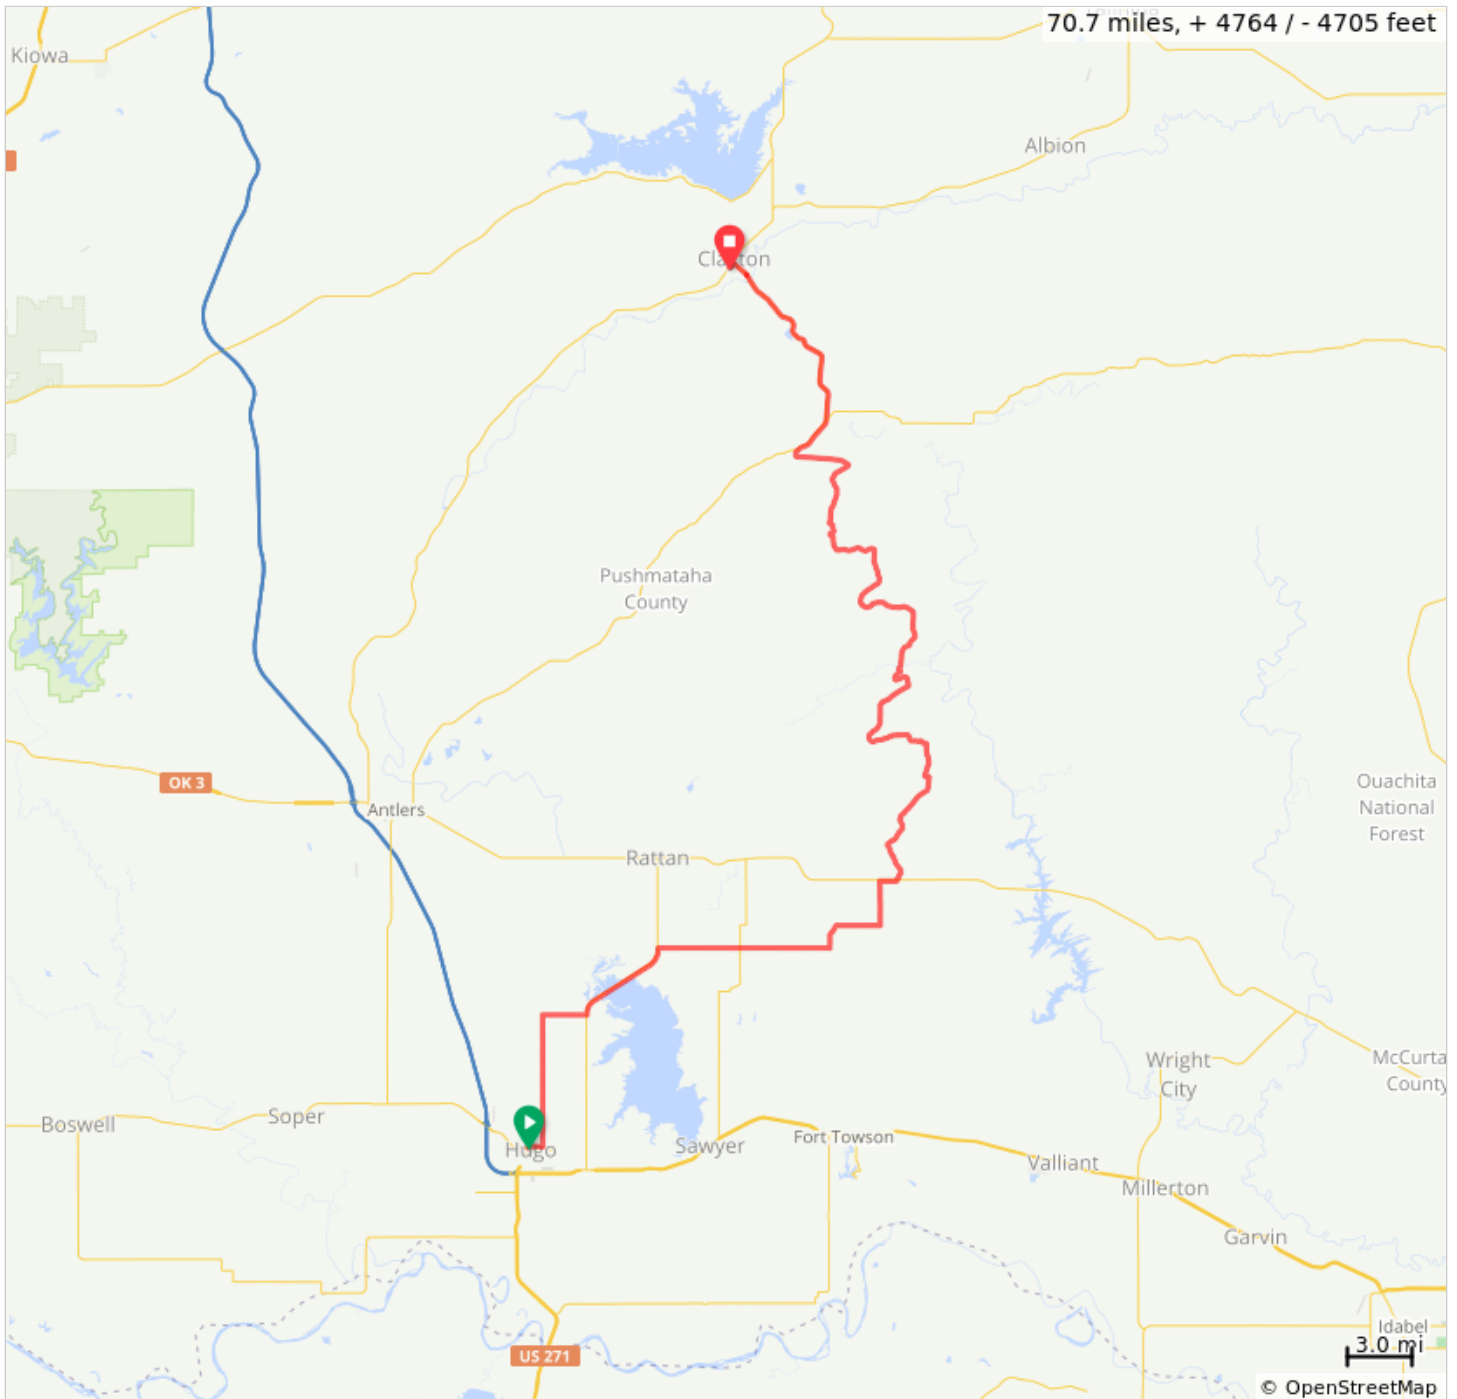 70.7 miles, + 4764 / - 4705 feet
Kiowa
Albion
Clayton
Pushmataha
County
OK 3
Antlers
Ouachita
National
Forest
Rattan
Wright
City
McCurta
County
Boswell
Soper
Hugo
Sawyer
Fort Towson
Valliant
Millerton
Garvin
Idabel
3.0 mi
US 271
© OpenStreetMap